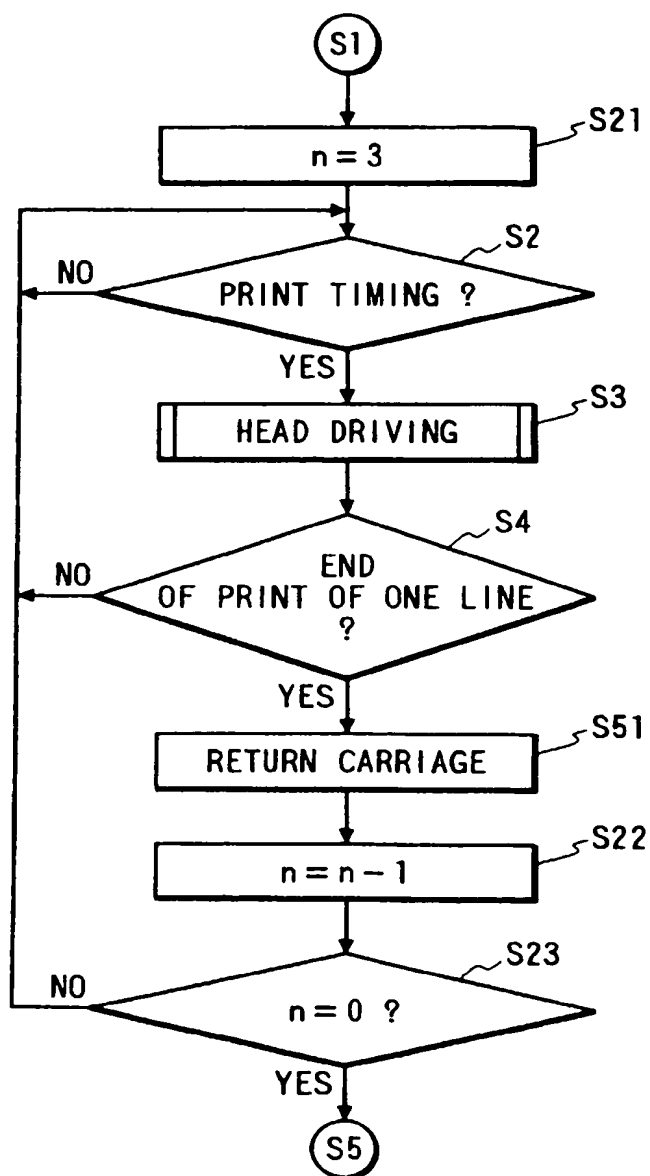 S1
S21
n = 3
S2
NO
PRINT TIMING ?
YES
S3
HEAD DRIVING
S4
NO
END
OF PRINT OF ONE LINE
?
YES
S51
RETURN CARRIAGE
S22
n = n - 1
S23
NO
n = 0 ?
YES
S5